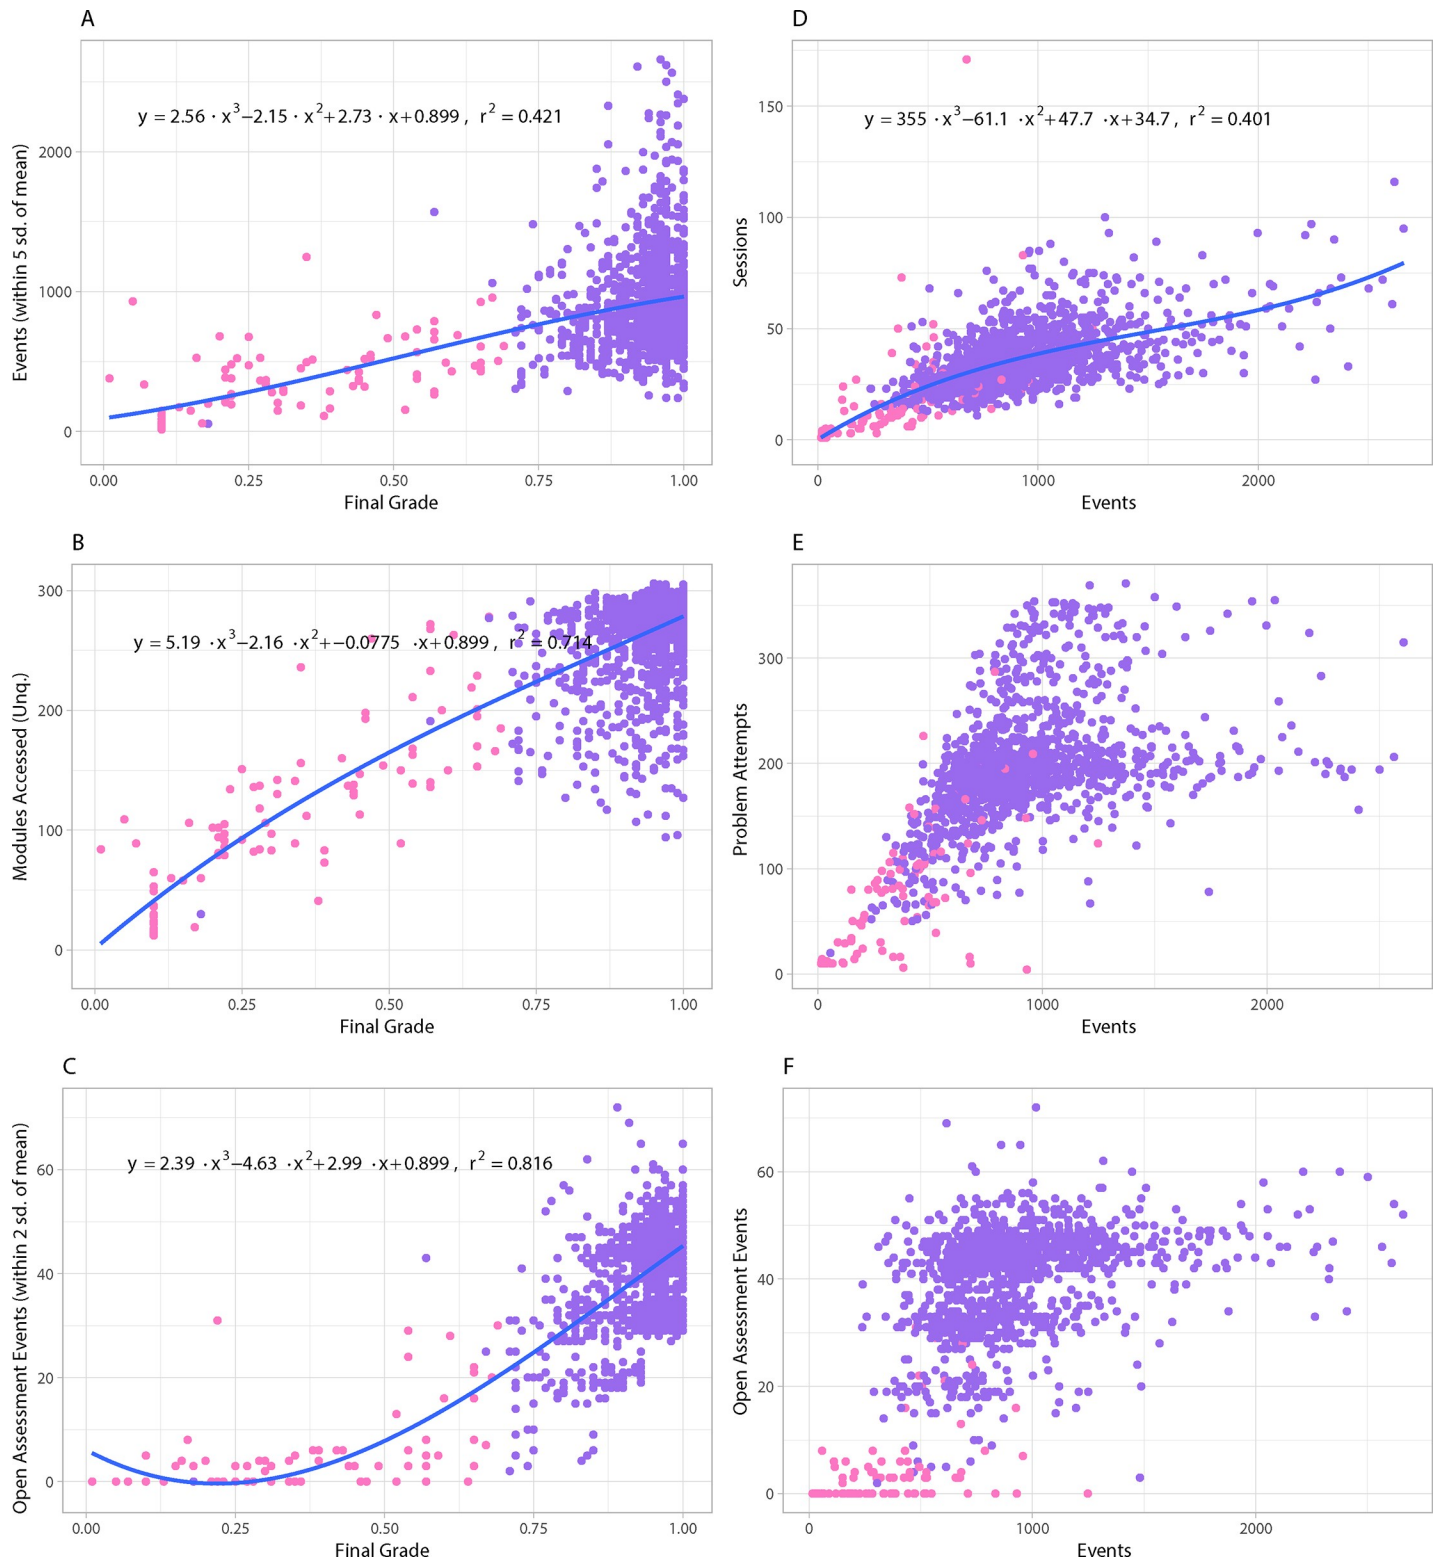 A
y = 2.56 · x³−2.15 · x²+2.73 · x+0.899 , r² = 0.421
Events (within 5 sd. of mean)
2000
1000
0
0.00 0.25 0.50 0.75 1.00
Final Grade
D
y = 355 ·x³−61.1 ·x²+47.7 ·x+34.7 , r² = 0.401
Sessions
150
100
50
0
0 1000 2000
Events
B
y = 5.19 ·x³−2.16 ·x²+−0.0775 ·x+0.899 , r² = 0.714
Modules Accessed (Unq.)
300
200
100
0
0.00 0.25 0.50 0.75 1.00
Final Grade
E
Problem Attempts
300
200
100
0
0 1000 2000
Events
C
y = 2.39 ·x³−4.63 ·x²+2.99 ·x+0.899 , r² = 0.816
Open Assessment Events (within 2 sd. of mean)
60
40
20
0
0.00 0.25 0.50 0.75 1.00
Final Grade
F
Open Assessment Events
60
40
20
0
0 1000 2000
Events